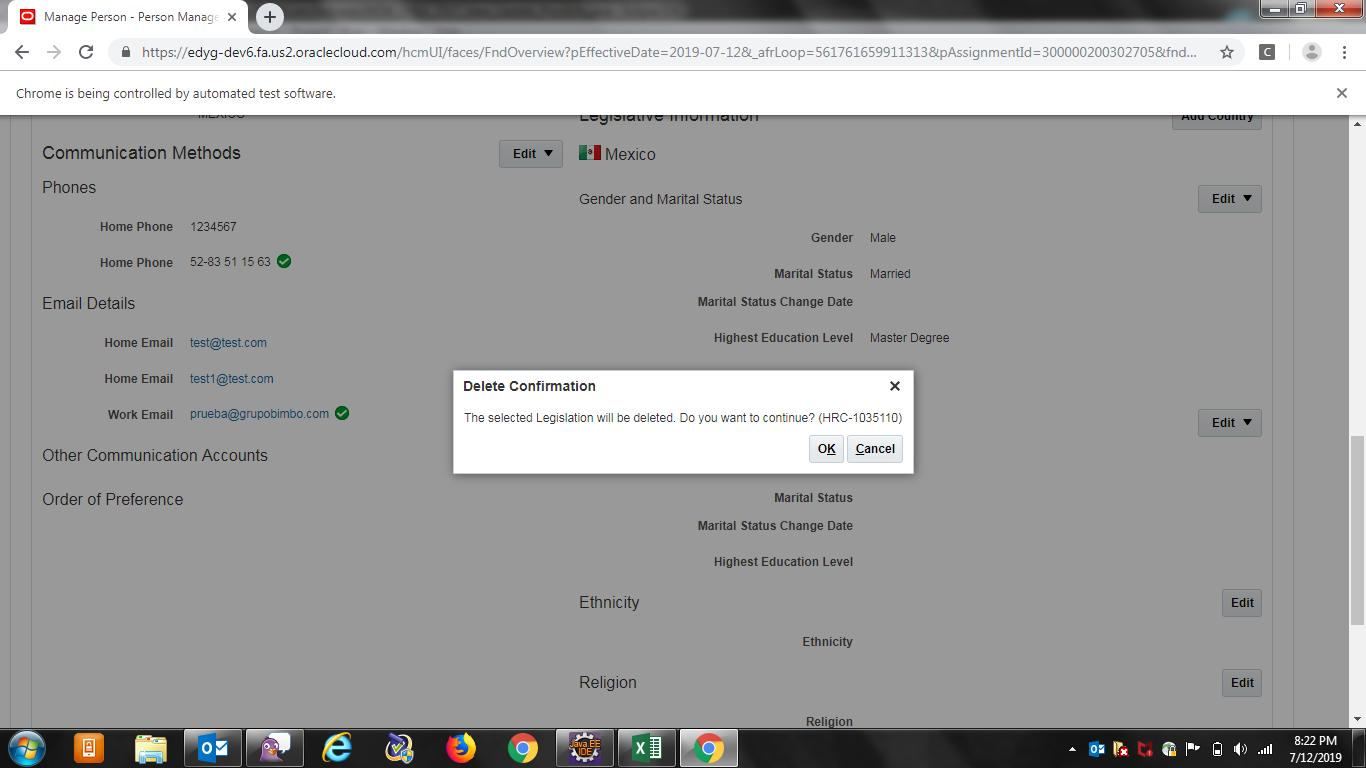 Manage Person - Person Manage
https://edyg-dev6.fa.us2.oraclecloud.com/hcmUI/faces/FndOverview?pEffectiveDate=2019-07-12&_afrLoop=561761659911313&pAssignmentId=300000200302705&fnd...
C
Chrome is being controlled by automated test software.
MEXICO
Legislative Information
Add Country
Communication Methods
Edit
Mexico
Phones
Gender and Marital Status
Edit
Home Phone 1234567
Gender Male
Home Phone 52-83 51 15 63
Marital Status Married
Email Details
Marital Status Change Date
Home Email test@test.com
Highest Education Level Master Degree
Home Email test1@test.com
Work Email prueba@grupobimbo.com
Edit
Delete Confirmation
The selected Legislation will be deleted. Do you want to continue? (HRC-1035110)
OK Cancel
Other Communication Accounts
Order of Preference
Marital Status
Marital Status Change Date
Highest Education Level
Ethnicity
Edit
Ethnicity
Religion
Edit
Religion
Java EE
IDE
8:22 PM
7/12/2019